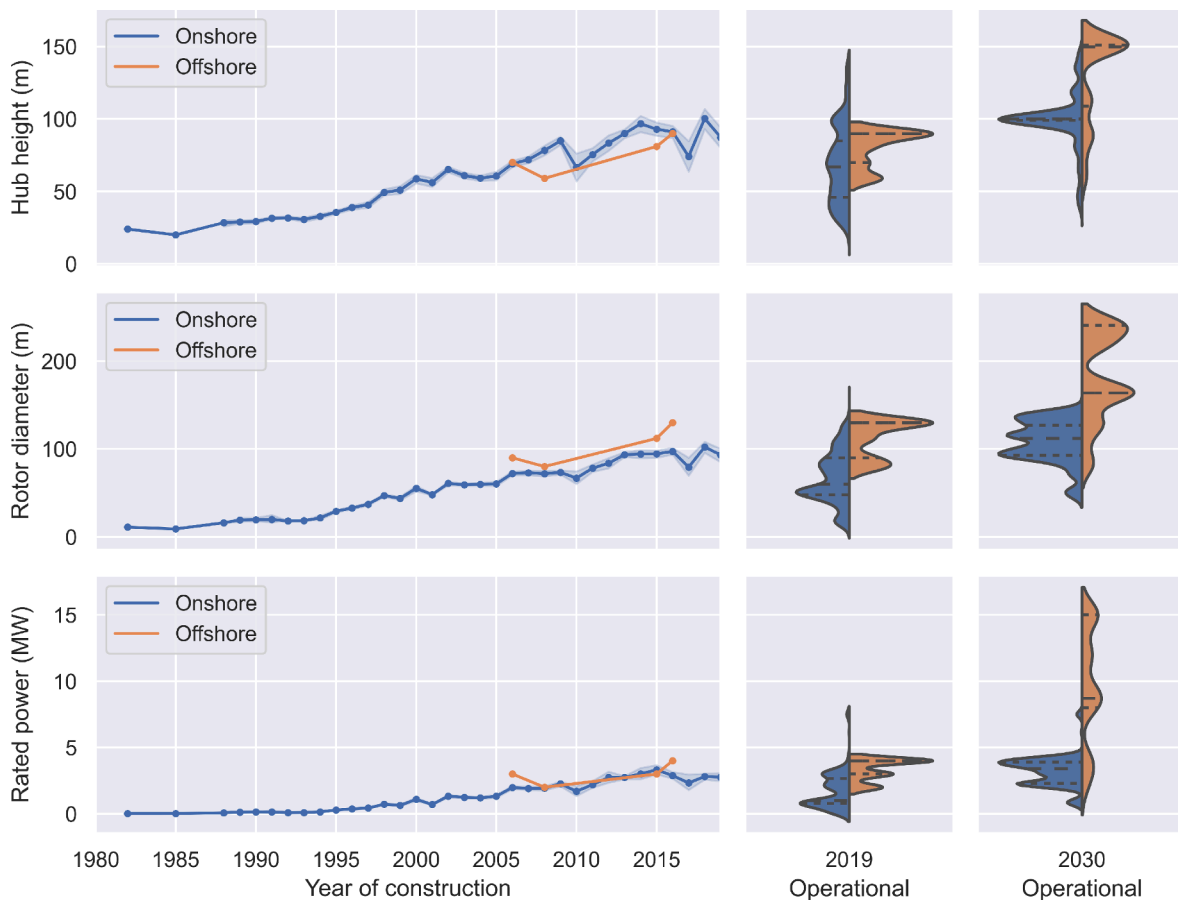 Hub height (m)
150
100
50
0
Onshore
Offshore
Rotor diameter (m)
200
100
0
Onshore
Offshore
Rated power (MW)
15
10
5
0
Onshore
Offshore
1980 1985 1990 1995 2000 2005 2010 2015
Year of construction
2019
Operational
2030
Operational